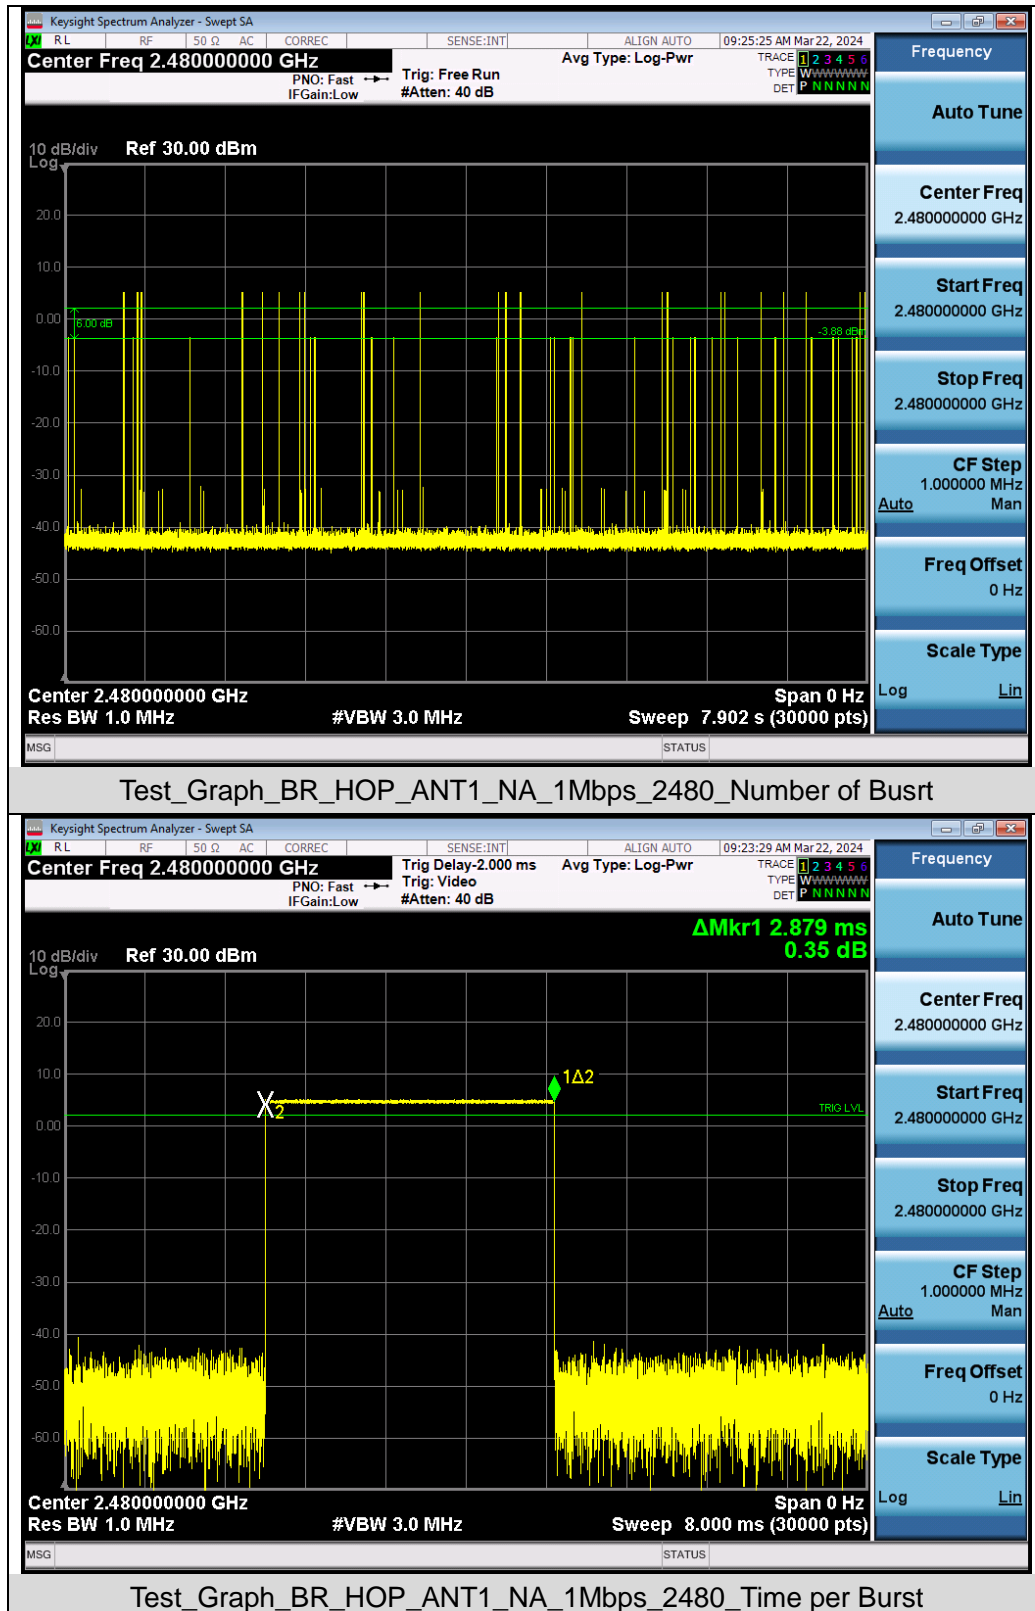 Keysight Spectrum Analyzer - Swept SA
LXI RL RF 50 Ω AC CORREC SENSE:INT ALIGN AUTO 09:25:25 AM Mar 22, 2024
Center Freq 2.480000000 GHz
PNO: Fast
IFGain:Low
Trig: Free Run
#Atten: 40 dB
Avg Type: Log-Pwr
TRACE 1 2 3 4 5 6
TYPE WWWWWW
DET P N N N N N
10 dB/div Ref 30.00 dBm
Log
20.0
10.0
0.00
6.00 dB
-3.88 dBm
-10.0
-20.0
-30.0
-40.0
-50.0
-60.0
Center 2.480000000 GHz Span 0 Hz
Res BW 1.0 MHz #VBW 3.0 MHz Sweep 7.902 s (30000 pts)
MSG STATUS
Frequency
Auto Tune
Center Freq
2.480000000 GHz
Start Freq
2.480000000 GHz
Stop Freq
2.480000000 GHz
CF Step
1.000000 MHz
Auto Man
Freq Offset
0 Hz
Scale Type
Log Lin
Test_Graph_BR_HOP_ANT1_NA_1Mbps_2480_Number of Busrt
Keysight Spectrum Analyzer - Swept SA
LXI RL RF 50 Ω AC CORREC SENSE:INT ALIGN AUTO 09:23:29 AM Mar 22, 2024
Center Freq 2.480000000 GHz
PNO: Fast
IFGain:Low
Trig Delay-2.000 ms
Trig: Video
#Atten: 40 dB
Avg Type: Log-Pwr
TRACE 1 2 3 4 5 6
TYPE WWWWWW
DET P N N N N N
ΔMkr1 2.879 ms
0.35 dB
10 dB/div Ref 30.00 dBm
Log
20.0
10.0
1Δ2
2
TRIG LVL
0.00
-10.0
-20.0
-30.0
-40.0
-50.0
-60.0
Center 2.480000000 GHz Span 0 Hz
Res BW 1.0 MHz #VBW 3.0 MHz Sweep 8.000 ms (30000 pts)
MSG STATUS
Frequency
Auto Tune
Center Freq
2.480000000 GHz
Start Freq
2.480000000 GHz
Stop Freq
2.480000000 GHz
CF Step
1.000000 MHz
Auto Man
Freq Offset
0 Hz
Scale Type
Log Lin
Test_Graph_BR_HOP_ANT1_NA_1Mbps_2480_Time per Burst